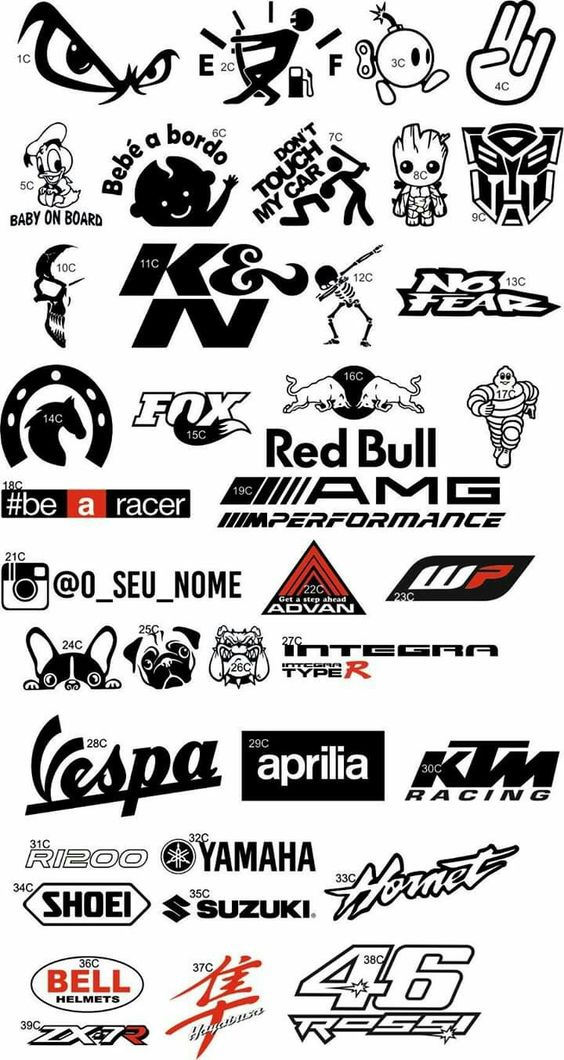 1C
E 2C F
3C
4C
5C
BABY ON BOARD
6C
Bebé a bordo
7C
DON'T
TOUCH
MY CAR
8C
9C
10C
11C
K&
N
12C
13C
NO
FEAR
14C
FOX
15C
16C
Red Bull
17C
18C
#be a racer
19C
AMG
MPERFORMANCE
21C
@O_SEU_NOME
22C
Get a step ahead
ADVAN
WP
23C
24C
25C
26C
27C
INTEGRA
INTEGRA
TYPE R
28C
Vespa
29C
aprilia
30C
KTM
RACING
31C
R1200
32C
YAMAHA
33C
Hornet
34C
SHOEI
35C
SUZUKI®
36C
BELL
HELMETS
37C
隼
Hayabusa
38C
46
ROSSI
39C
ZX-7R